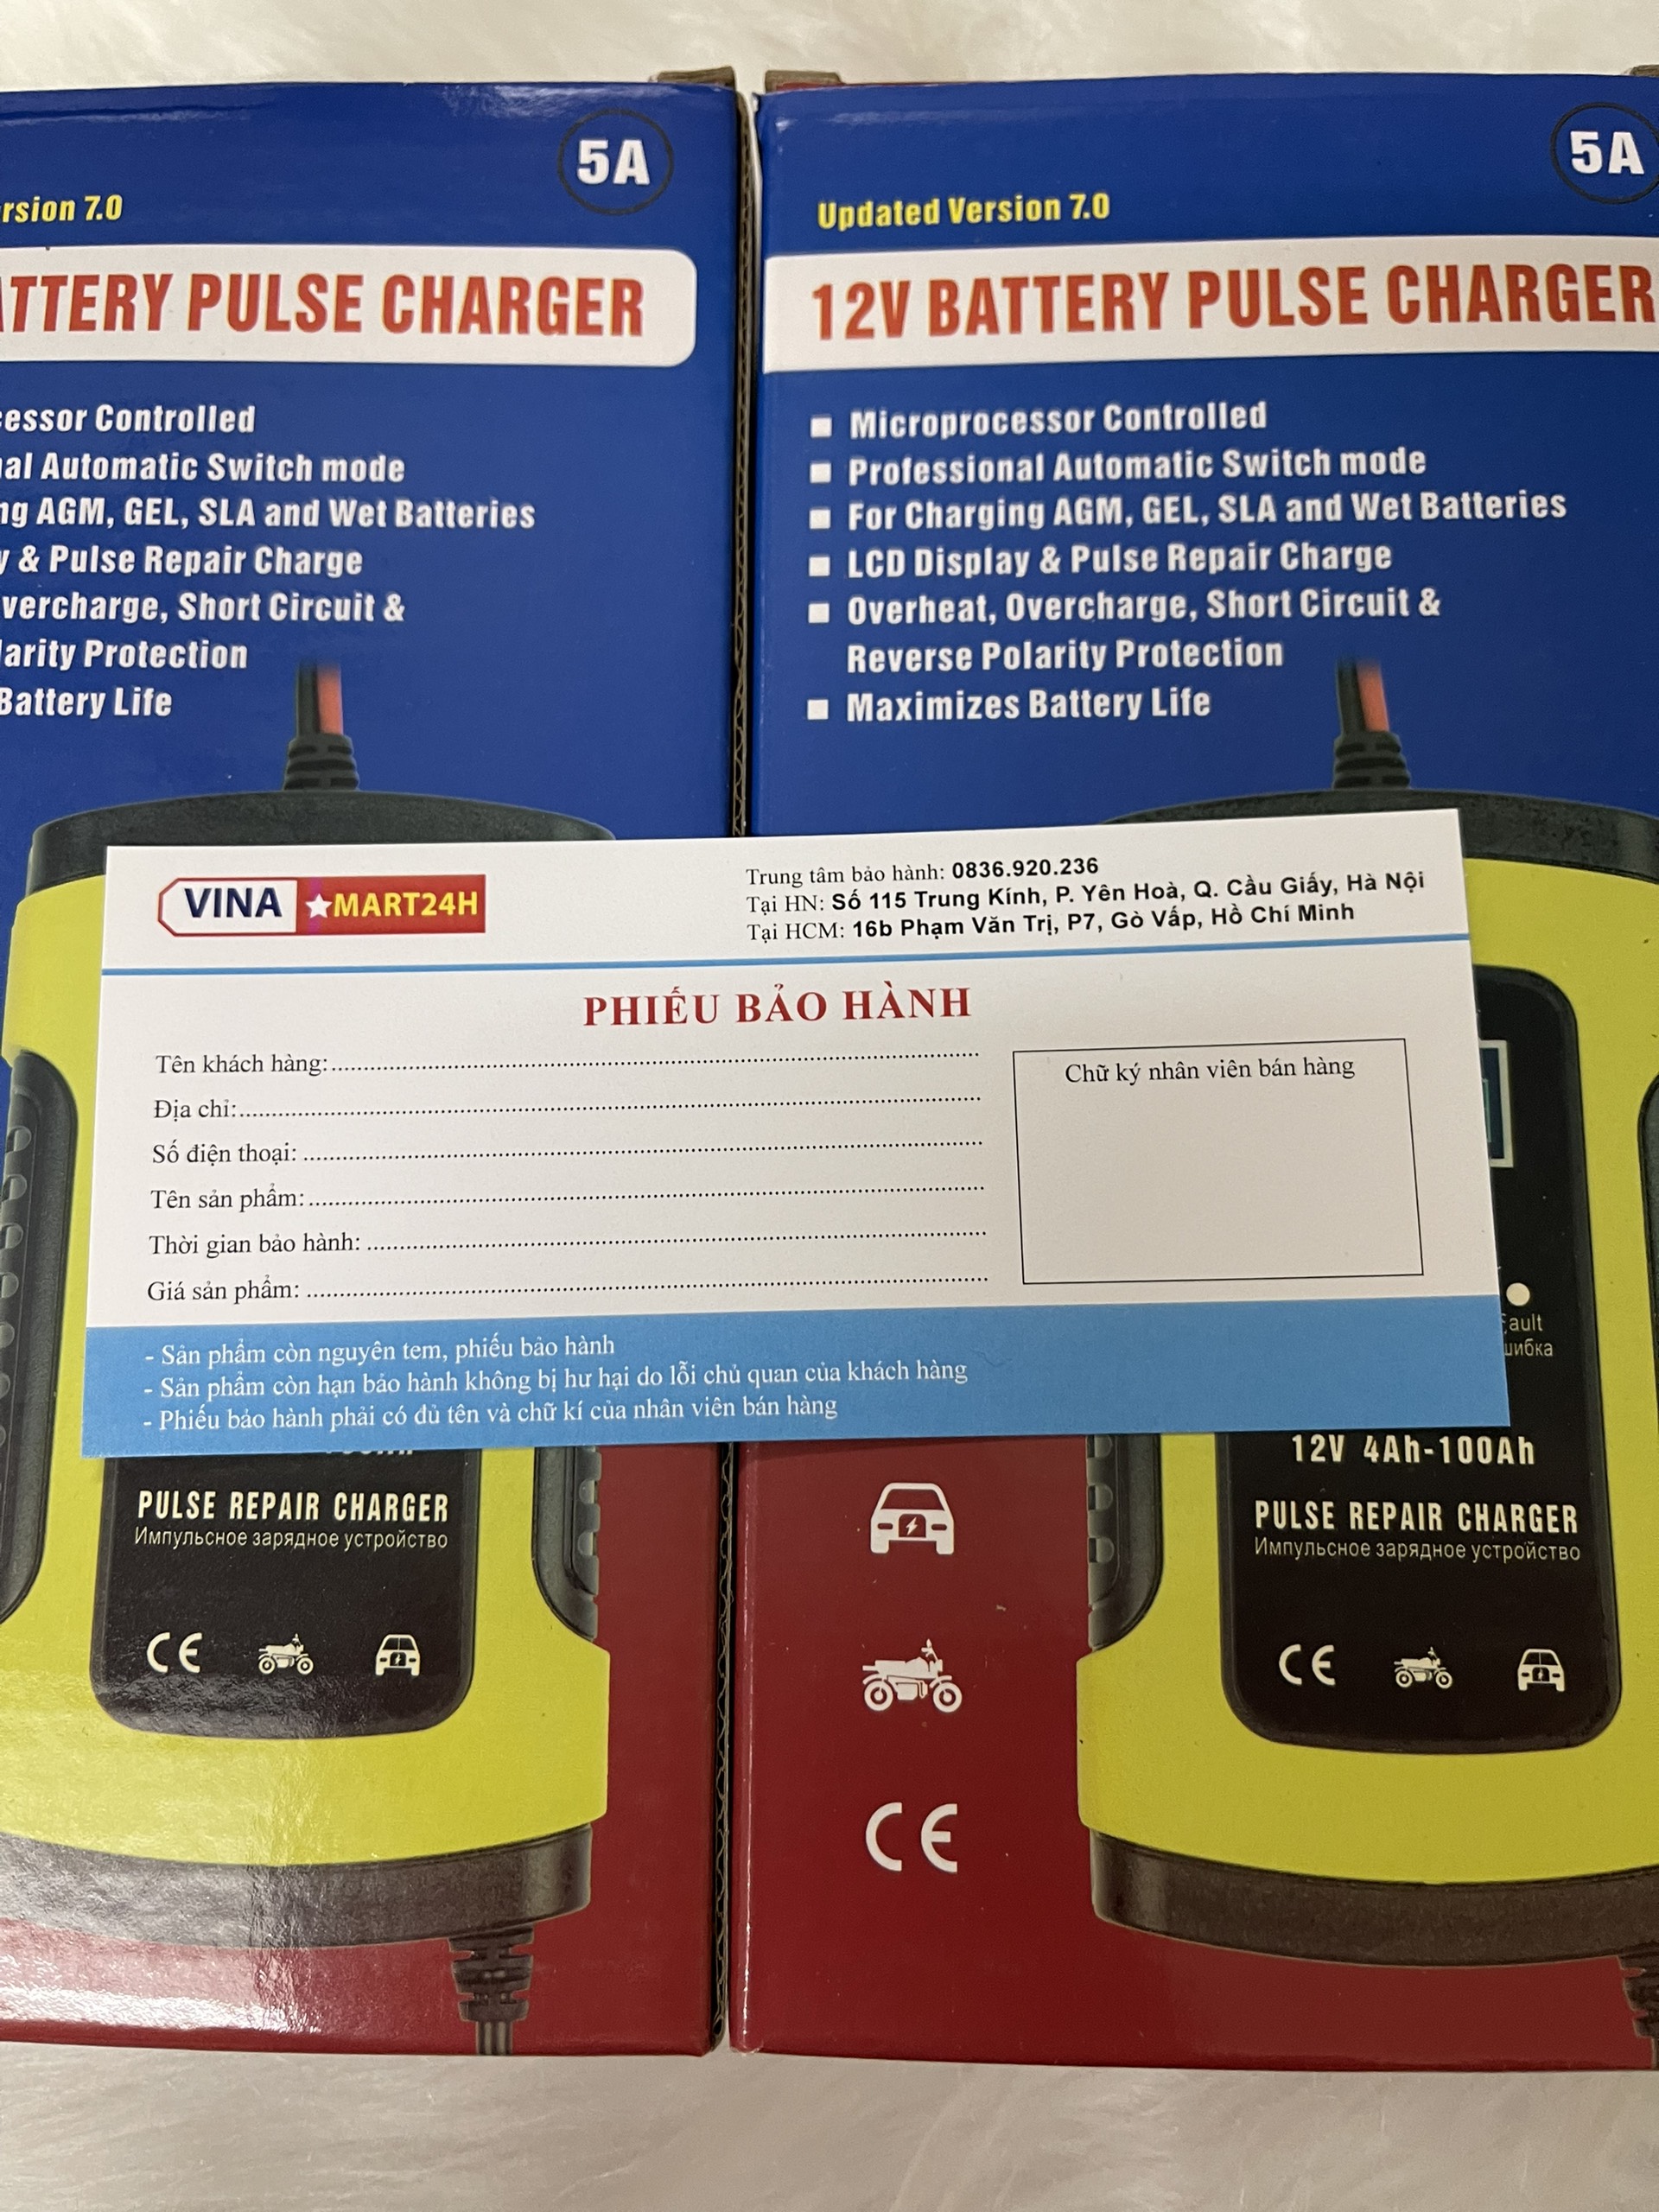 5A
rsion 7.0
ATTERY PULSE CHARGER
essor Controlled
al Automatic Switch mode
ng AGM, GEL, SLA and Wet Batteries
y & Pulse Repair Charge
vercharge, Short Circuit &
larity Protection
Battery Life
5A
Updated Version 7.0
12V BATTERY PULSE CHARGER
Microprocessor Controlled
Professional Automatic Switch mode
For Charging AGM, GEL, SLA and Wet Batteries
LCD Display & Pulse Repair Charge
Overheat, Overcharge, Short Circuit &
Reverse Polarity Protection
Maximizes Battery Life
VINA MART24H
Trung tâm bảo hành: 0836.920.236
Tại HN: Số 115 Trung Kính, P. Yên Hoà, Q. Cầu Giấy, Hà Nội
Tại HCM: 16b Phạm Văn Trị, P7, Gò Vấp, Hồ Chí Minh
PHIẾU BẢO HÀNH
Tên khách hàng:
Địa chỉ:
Số điện thoại:
Tên sản phẩm:
Thời gian bảo hành:
Giá sản phẩm:
Chữ ký nhân viên bán hàng
- Sản phẩm còn nguyên tem, phiếu bảo hành
- Sản phẩm còn hạn bảo hành không bị hư hại do lỗi chủ quan của khách hàng
- Phiếu bảo hành phải có đủ tên và chữ kí của nhân viên bán hàng
ault
шибка
PULSE REPAIR CHARGER
Импульсное зарядное устройство
CE
12V 4Ah-100Ah
PULSE REPAIR CHARGER
Импульсное зарядное устройство
CE
CE